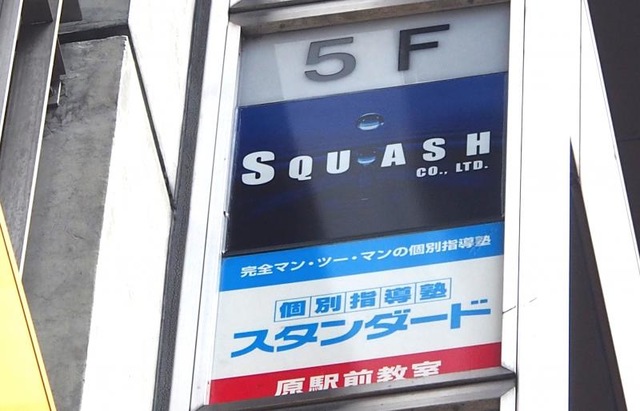 5F
SQUASH
CO., LTD.
完全マン・ツー・マンの個別指導塾
個別指導塾
スタンダード
原駅前教室